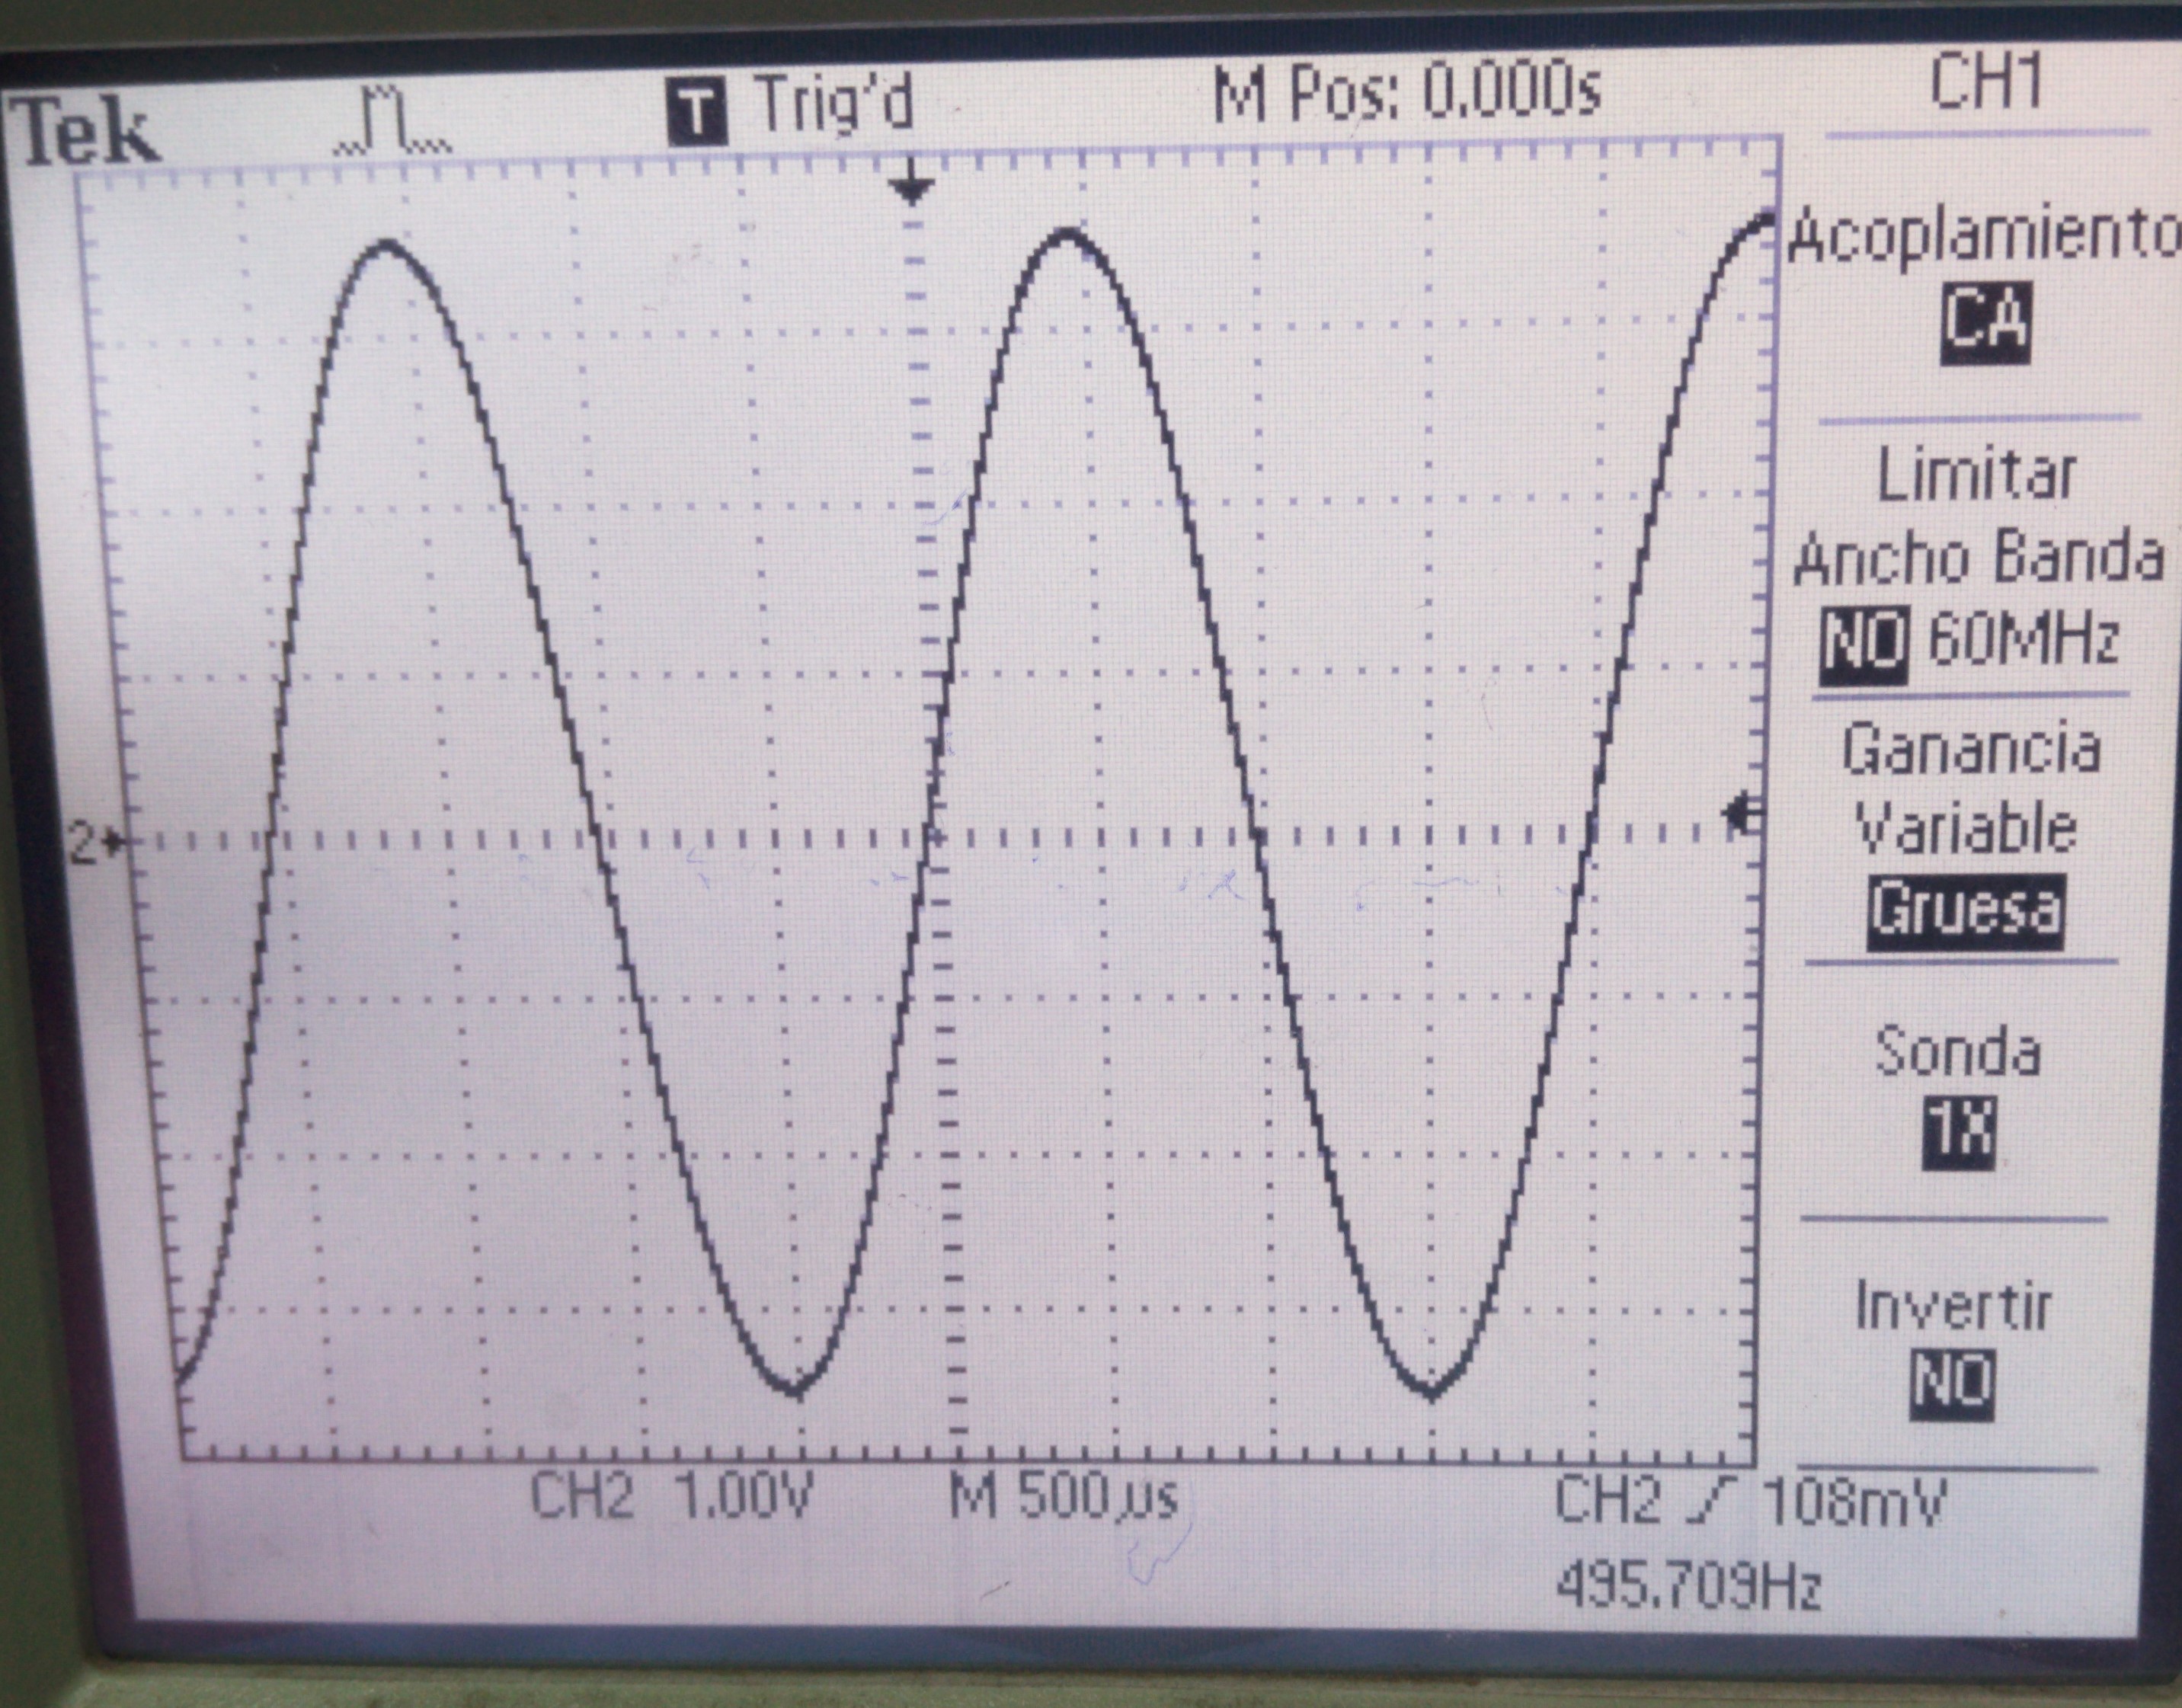 Tek T Trig'd M Pos: 0.000s CH1
Acoplamiento
CA
Limitar
Ancho Banda
NO 60MHz
Ganancia
Variable
Gruesa
2
Sonda
1X
Invertir
NO
CH2 1.00V M 500µs CH2 108mV
495.709Hz